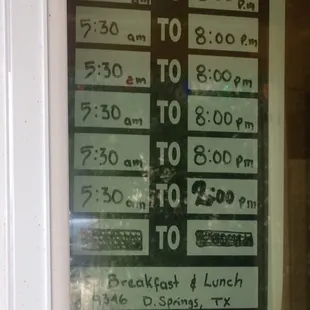 P.m
5:30 am TO 8:00 P.m
5:30 am TO 8:00 pm
5:30 am TO 8:00 pm
5:30 am TO 8:00 pm
5:30 am TO 2:00 pm
TO
Breakfast & Lunch
9346 D. Springs, TX